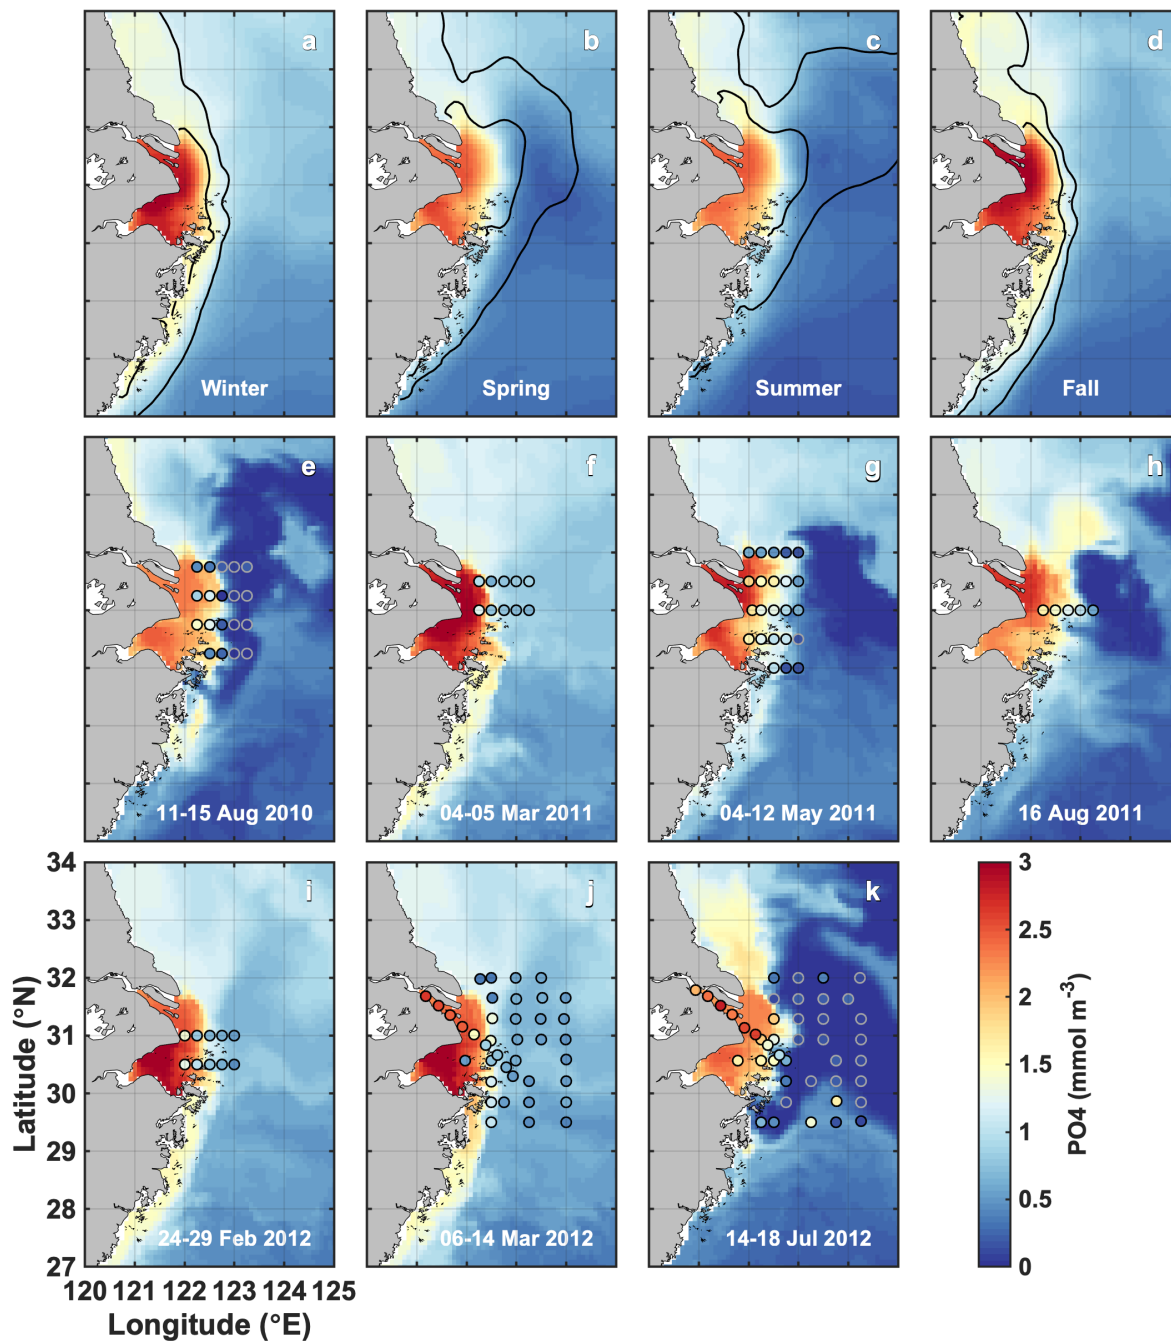 a
b
c
d
Winter
Spring
Summer
Fall
e
f
g
h
11-15 Aug 2010
04-05 Mar 2011
04-12 May 2011
16 Aug 2011
i
j
k
24-29 Feb 2012
06-14 Mar 2012
14-18 Jul 2012
34
33
32
31
30
29
28
27
Latitude (°N)
120 121 122 123 124 125
Longitude (°E)
3
2.5
2
1.5
1
0.5
0
PO4 (mmol m⁻³)